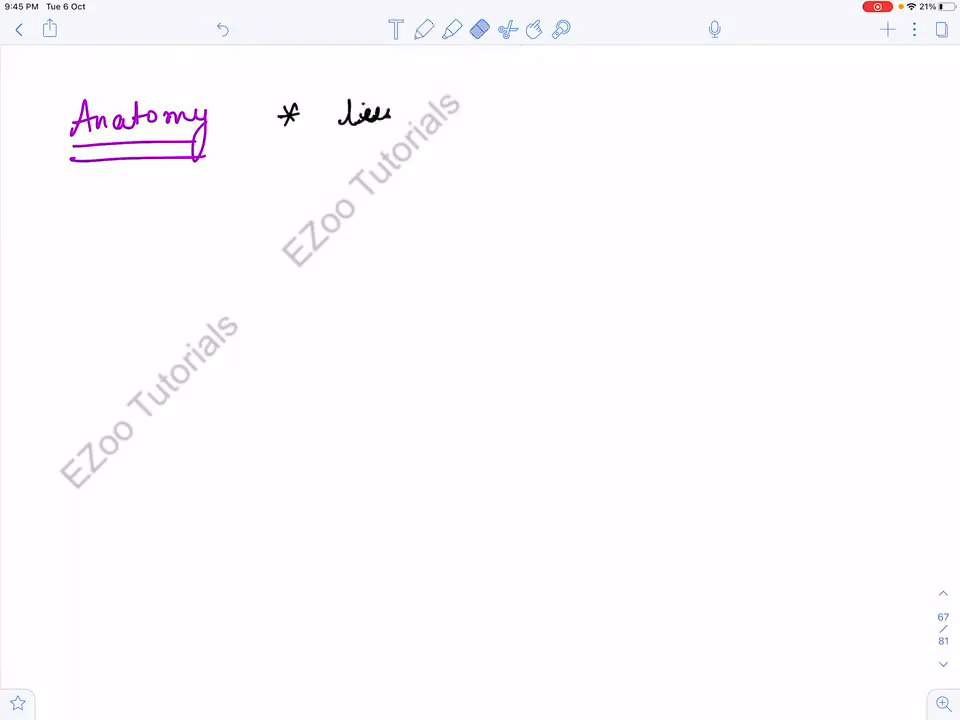 9:45 PM Tue 6 Oct
21%
T
Anatomy *
EZoo Tutorials
EZoo Tutorials
67
/
81